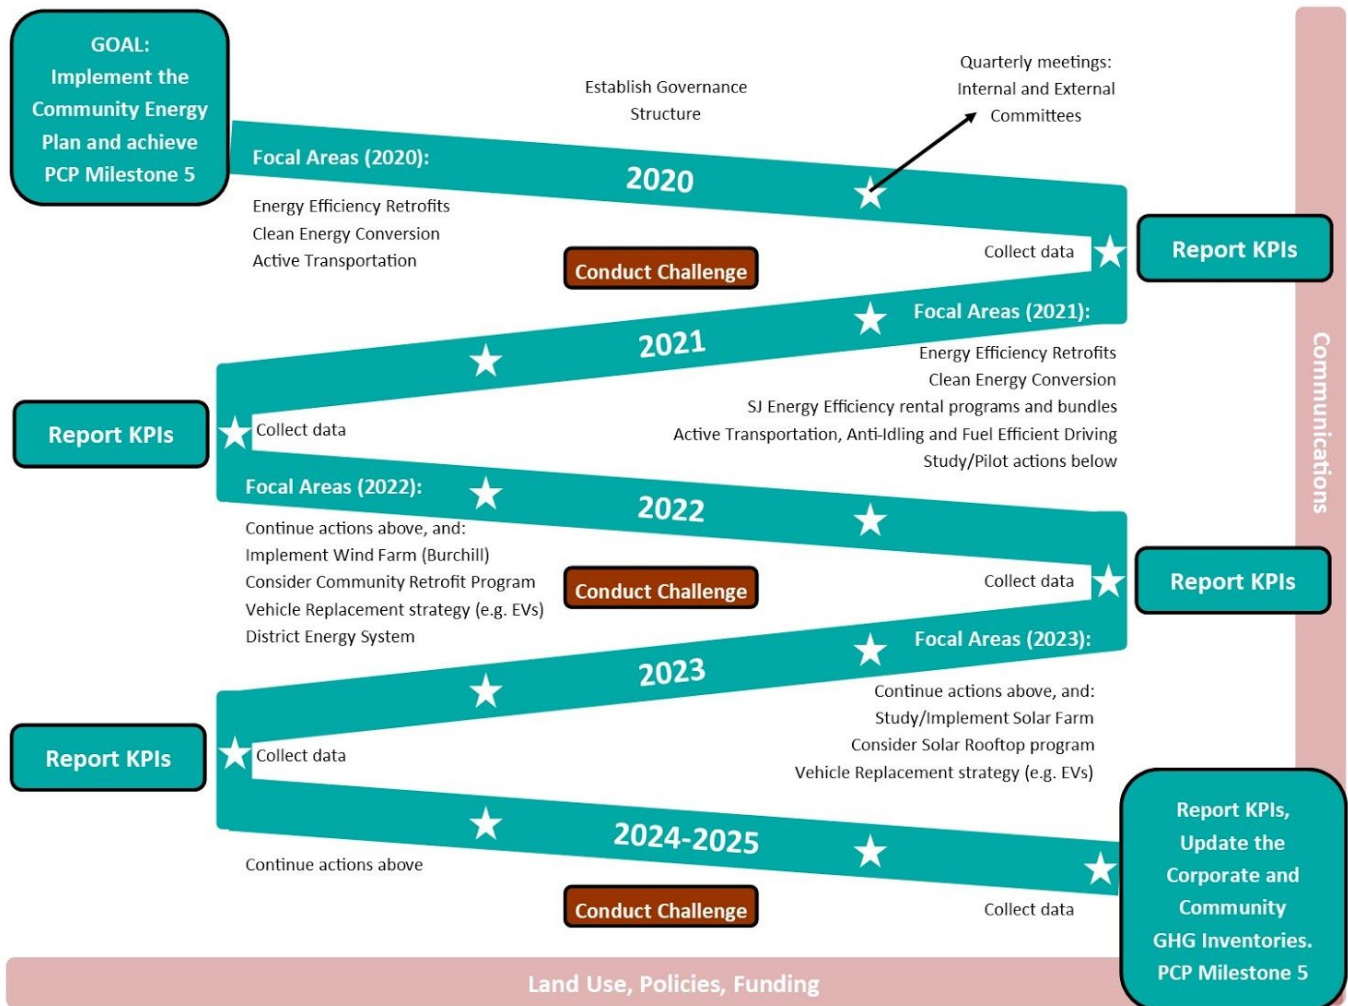 GOAL:
Implement the
Community Energy
Plan and achieve
PCP Milestone 5
Establish Governance
Structure
Quarterly meetings:
Internal and External
Committees
Focal Areas (2020):
2020
Energy Efficiency Retrofits
Clean Energy Conversion
Active Transportation
Conduct Challenge
Collect data
Report KPIs
2021
Focal Areas (2021):
Energy Efficiency Retrofits
Clean Energy Conversion
SJ Energy Efficiency rental programs and bundles
Active Transportation, Anti-Idling and Fuel Efficient Driving
Study/Pilot actions below
Report KPIs
Collect data
Focal Areas (2022):
2022
Continue actions above, and:
Implement Wind Farm (Burchill)
Consider Community Retrofit Program
Vehicle Replacement strategy (e.g. EVs)
District Energy System
Conduct Challenge
Collect data
Report KPIs
2023
Focal Areas (2023):
Continue actions above, and:
Study/Implement Solar Farm
Consider Solar Rooftop program
Vehicle Replacement strategy (e.g. EVs)
Report KPIs
Collect data
2024-2025
Continue actions above
Conduct Challenge
Collect data
Report KPIs,
Update the
Corporate and
Community
GHG Inventories.
PCP Milestone 5
Communications
Land Use, Policies, Funding